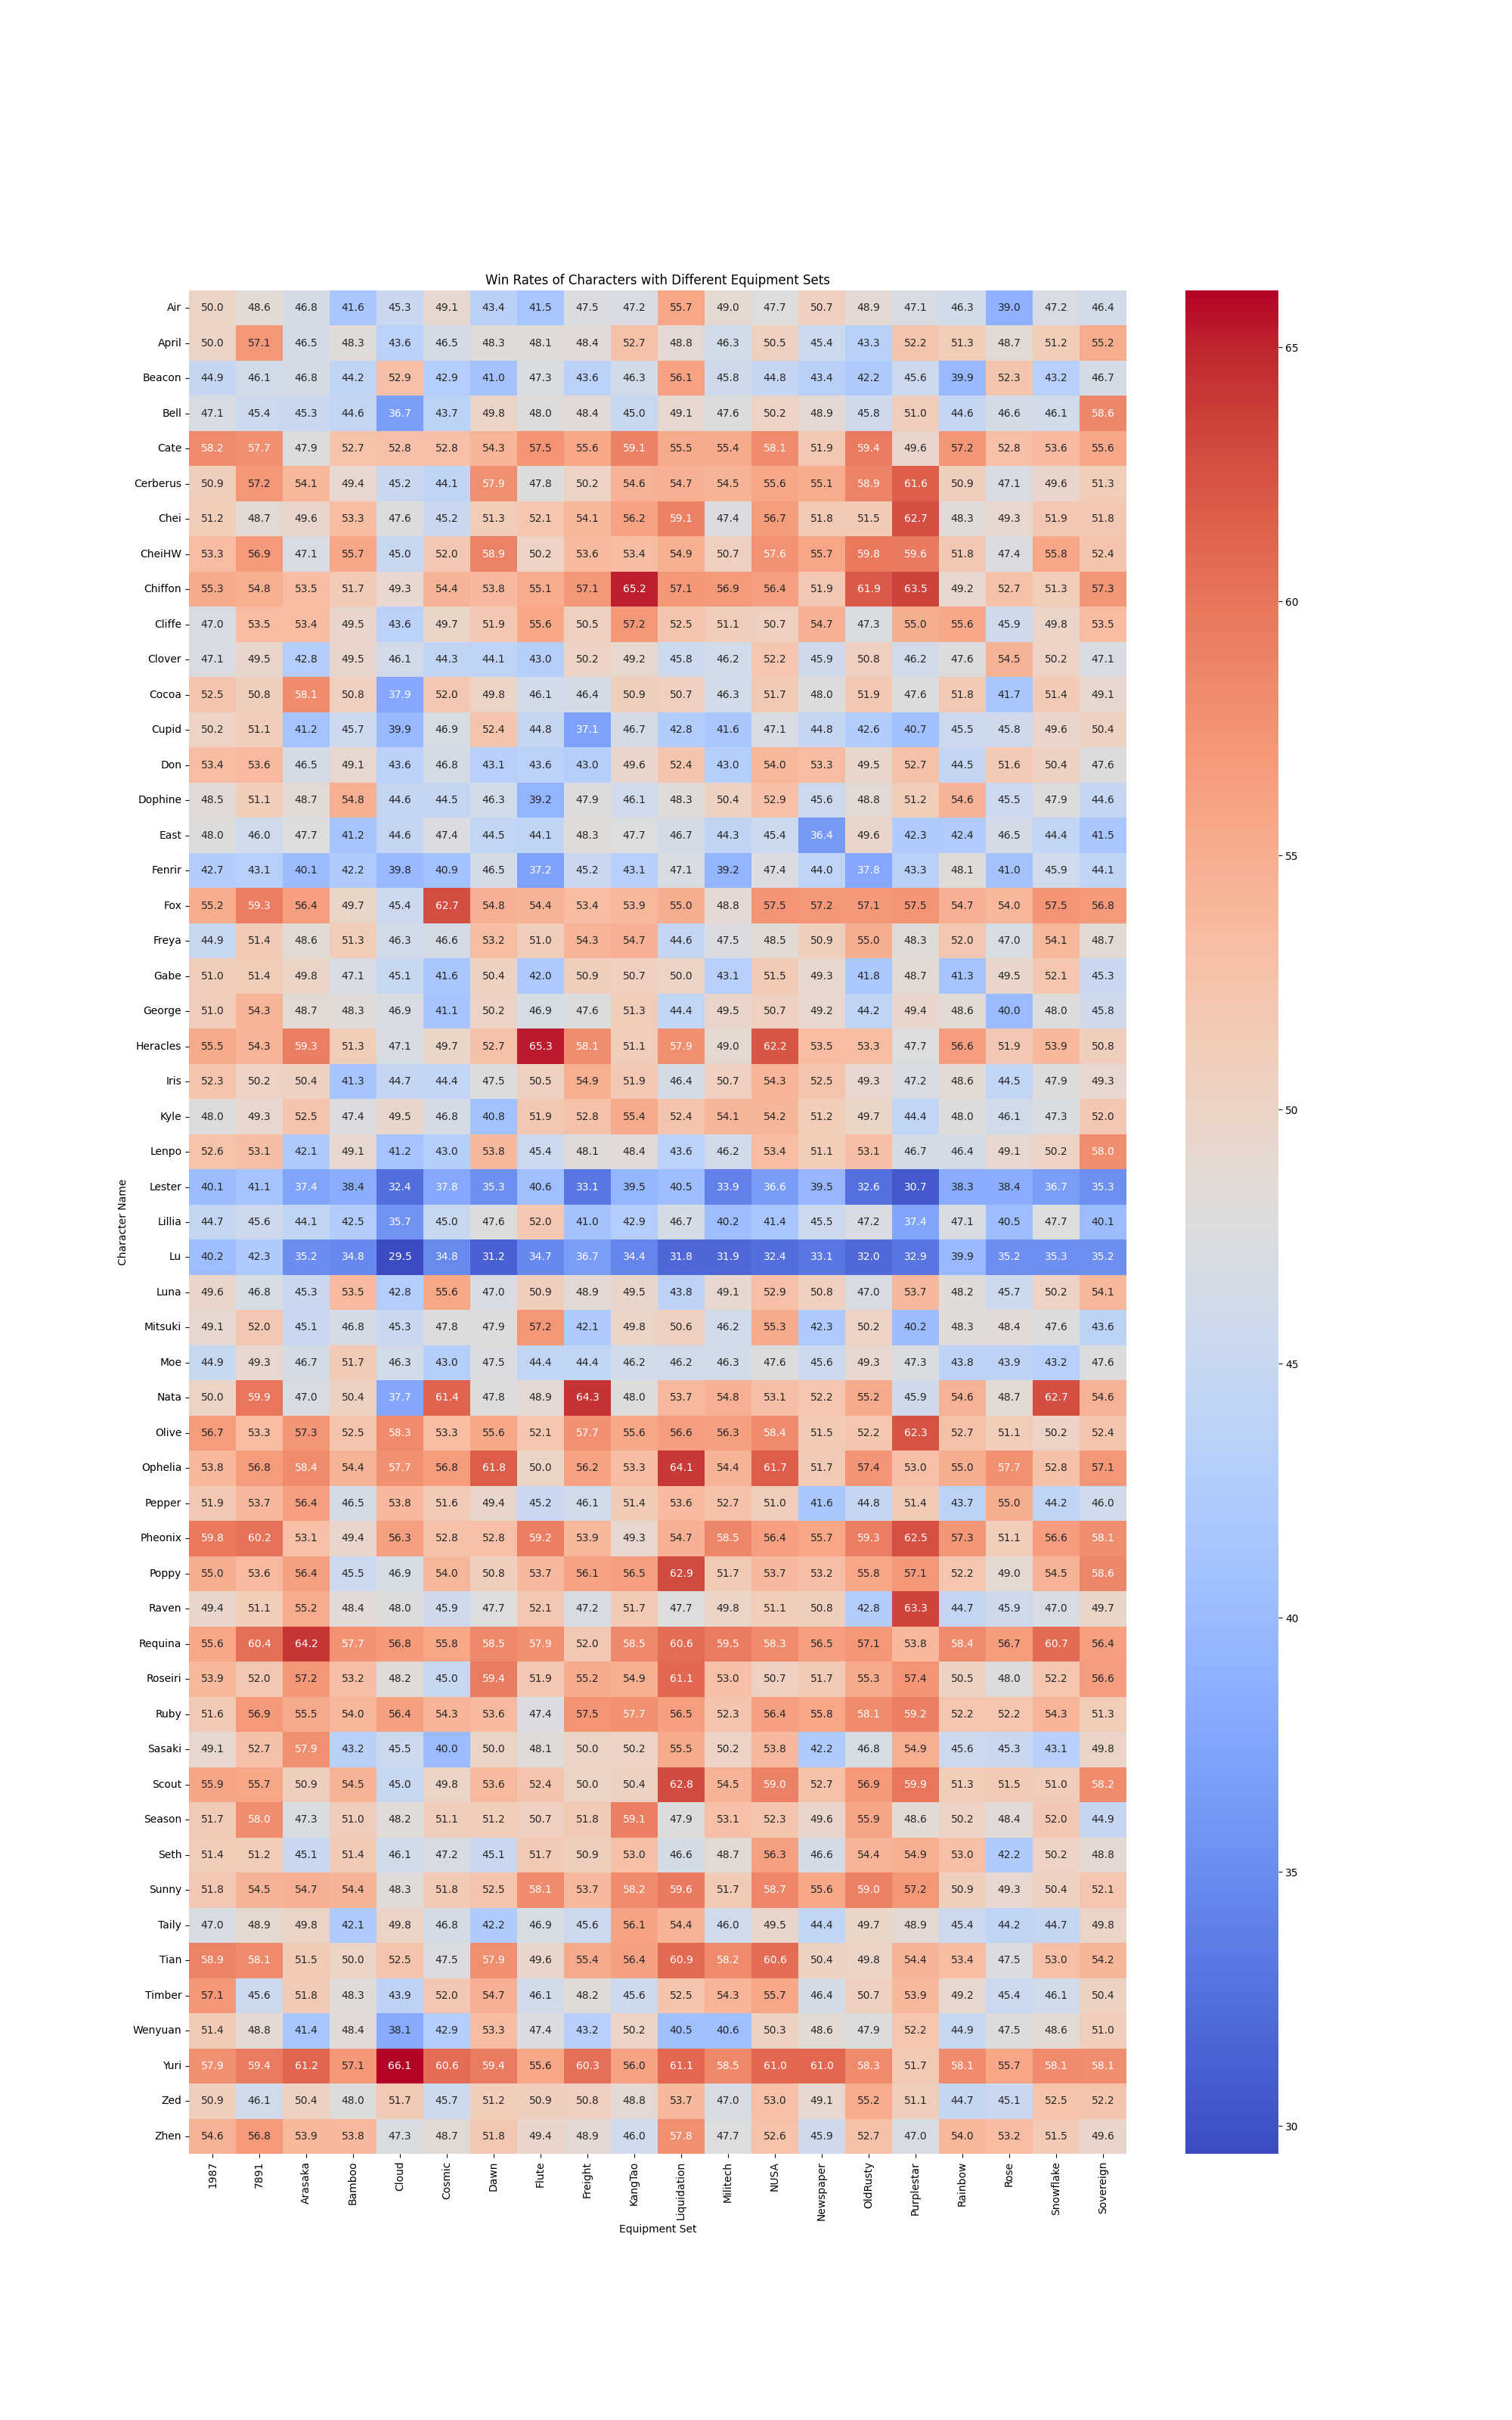 Win Rates of Characters with Different Equipment Sets
Air 50.0 48.6 46.8 41.6 45.3 49.1 43.4 41.5 47.5 47.2 55.7 49.0 47.7 50.7 48.9 47.1 46.3 39.0 47.2 46.4
April 50.0 57.1 46.5 48.3 43.6 46.5 48.3 48.1 48.4 52.7 48.8 46.3 50.5 45.4 43.3 52.2 51.3 48.7 51.2 55.2
Beacon 44.9 46.1 46.8 44.2 52.9 42.9 41.0 47.3 43.6 46.3 56.1 45.8 44.8 43.4 42.2 45.6 39.9 52.3 43.2 46.7
Bell 47.1 45.4 45.3 44.6 36.7 43.7 49.8 48.0 48.4 45.0 49.1 47.6 50.2 48.9 45.8 51.0 44.6 46.6 46.1 58.6
Cate 58.2 57.7 47.9 52.7 52.8 52.8 54.3 57.5 55.6 59.1 55.5 55.4 58.1 51.9 59.4 49.6 57.2 52.8 53.6 55.6
Cerberus 50.9 57.2 54.1 49.4 45.2 44.1 57.9 47.8 50.2 54.6 54.7 54.5 55.6 55.1 58.9 61.6 50.9 47.1 49.6 51.3
Chei 51.2 48.7 49.6 53.3 47.6 45.2 51.3 52.1 54.1 56.2 59.1 47.4 56.7 51.8 51.5 62.7 48.3 49.3 51.9 51.8
CheiHW 53.3 56.9 47.1 55.7 45.0 52.0 58.9 50.2 53.6 53.4 54.9 50.7 57.6 55.7 59.8 59.6 51.8 47.4 55.8 52.4
Chiffon 55.3 54.8 53.5 51.7 49.3 54.4 53.8 55.1 57.1 65.2 57.1 56.9 56.4 51.9 61.9 63.5 49.2 52.7 51.3 57.3
Cliffe 47.0 53.5 53.4 49.5 43.6 49.7 51.9 55.6 50.5 57.2 52.5 51.1 50.7 54.7 47.3 55.0 55.6 45.9 49.8 53.5
Clover 47.1 49.5 42.8 49.5 46.1 44.3 44.1 43.0 50.2 49.2 45.8 46.2 52.2 45.9 50.8 46.2 47.6 54.5 50.2 47.1
Cocoa 52.5 50.8 58.1 50.8 37.9 52.0 49.8 46.1 46.4 50.9 50.7 46.3 51.7 48.0 51.9 47.6 51.8 41.7 51.4 49.1
Cupid 50.2 51.1 41.2 45.7 39.9 46.9 52.4 44.8 37.1 46.7 42.8 41.6 47.1 44.8 42.6 40.7 45.5 45.8 49.6 50.4
Don 53.4 53.6 46.5 49.1 43.6 46.8 43.1 43.6 43.0 49.6 52.4 43.0 54.0 53.3 49.5 52.7 44.5 51.6 50.4 47.6
Dophine 48.5 51.1 48.7 54.8 44.6 44.5 46.3 39.2 47.9 46.1 48.3 50.4 52.9 45.6 48.8 51.2 54.6 45.5 47.9 44.6
East 48.0 46.0 47.7 41.2 44.6 47.4 44.5 44.1 48.3 47.7 46.7 44.3 45.4 36.4 49.6 42.3 42.4 46.5 44.4 41.5
Fenrir 42.7 43.1 40.1 42.2 39.8 40.9 46.5 37.2 45.2 43.1 47.1 39.2 47.4 44.0 37.8 43.3 48.1 41.0 45.9 44.1
Fox 55.2 59.3 56.4 49.7 45.4 62.7 54.8 54.4 53.4 53.9 55.0 48.8 57.5 57.2 57.1 57.5 54.7 54.0 57.5 56.8
Freya 44.9 51.4 48.6 51.3 46.3 46.6 53.2 51.0 54.3 54.7 44.6 47.5 48.5 50.9 55.0 48.3 52.0 47.0 54.1 48.7
Gabe 51.0 51.4 49.8 47.1 45.1 41.6 50.4 42.0 50.9 50.7 50.0 43.1 51.5 49.3 41.8 48.7 41.3 49.5 52.1 45.3
George 51.0 54.3 48.7 48.3 46.9 41.1 50.2 46.9 47.6 51.3 44.4 49.5 50.7 49.2 44.2 49.4 48.6 40.0 48.0 45.8
Heracles 55.5 54.3 59.3 51.3 47.1 49.7 52.7 65.3 58.1 51.1 57.9 49.0 62.2 53.5 53.3 47.7 56.6 51.9 53.9 50.8
Iris 52.3 50.2 50.4 41.3 44.7 44.4 47.5 50.5 54.9 51.9 46.4 50.7 54.3 52.5 49.3 47.2 48.6 44.5 47.9 49.3
Kyle 48.0 49.3 52.5 47.4 49.5 46.8 40.8 51.9 52.8 55.4 52.4 54.1 54.2 51.2 49.7 44.4 48.0 46.1 47.3 52.0
Lenpo 52.6 53.1 42.1 49.1 41.2 43.0 53.8 45.4 48.1 48.4 43.6 46.2 53.4 51.1 53.1 46.7 46.4 49.1 50.2 58.0
Lester 40.1 41.1 37.4 38.4 32.4 37.8 35.3 40.6 33.1 39.5 40.5 33.9 36.6 39.5 32.6 30.7 38.3 38.4 36.7 35.3
Lillia 44.7 45.6 44.1 42.5 35.7 45.0 47.6 52.0 41.0 42.9 46.7 40.2 41.4 45.5 47.2 37.4 47.1 40.5 47.7 40.1
Lu 40.2 42.3 35.2 34.8 29.5 34.8 31.2 34.7 36.7 34.4 31.8 31.9 32.4 33.1 32.0 32.9 39.9 35.2 35.3 35.2
Luna 49.6 46.8 45.3 53.5 42.8 55.6 47.0 50.9 48.9 49.5 43.8 49.1 52.9 50.8 47.0 53.7 48.2 45.7 50.2 54.1
Mitsuki 49.1 52.0 45.1 46.8 45.3 47.8 47.9 57.2 42.1 49.8 50.6 46.2 55.3 42.3 50.2 40.2 48.3 48.4 47.6 43.6
Moe 44.9 49.3 46.7 51.7 46.3 43.0 47.5 44.4 44.4 46.2 46.2 46.3 47.6 45.6 49.3 47.3 43.8 43.9 43.2 47.6
Nata 50.0 59.9 47.0 50.4 37.7 61.4 47.8 48.9 64.3 48.0 53.7 54.8 53.1 52.2 55.2 45.9 54.6 48.7 62.7 54.6
Olive 56.7 53.3 57.3 52.5 58.3 53.3 55.6 52.1 57.7 55.6 56.6 56.3 58.4 51.5 52.2 62.3 52.7 51.1 50.2 52.4
Ophelia 53.8 56.8 58.4 54.4 57.7 56.8 61.8 50.0 56.2 53.3 64.1 54.4 61.7 51.7 57.4 53.0 55.0 57.7 52.8 57.1
Pepper 51.9 53.7 56.4 46.5 53.8 51.6 49.4 45.2 46.1 51.4 53.6 52.7 51.0 41.6 44.8 51.4 43.7 55.0 44.2 46.0
Pheonix 59.8 60.2 53.1 49.4 56.3 52.8 52.8 59.2 53.9 49.3 54.7 58.5 56.4 55.7 59.3 62.5 57.3 51.1 56.6 58.1
Poppy 55.0 53.6 56.4 45.5 46.9 54.0 50.8 53.7 56.1 56.5 62.9 51.7 53.7 53.2 55.8 57.1 52.2 49.0 54.5 58.6
Raven 49.4 51.1 55.2 48.4 48.0 45.9 47.7 52.1 47.2 51.7 47.7 49.8 51.1 50.8 42.8 63.3 44.7 45.9 47.0 49.7
Requina 55.6 60.4 64.2 57.7 56.8 55.8 58.5 57.9 52.0 58.5 60.6 59.5 58.3 56.5 57.1 53.8 58.4 56.7 60.7 56.4
Roseiri 53.9 52.0 57.2 53.2 48.2 45.0 59.4 51.9 55.2 54.9 61.1 53.0 50.7 51.7 55.3 57.4 50.5 48.0 52.2 56.6
Ruby 51.6 56.9 55.5 54.0 56.4 54.3 53.6 47.4 57.5 57.7 56.5 52.3 56.4 55.8 58.1 59.2 52.2 52.2 54.3 51.3
Sasaki 49.1 52.7 57.9 43.2 45.5 40.0 50.0 48.1 50.0 50.2 55.5 50.2 53.8 42.2 46.8 54.9 45.6 45.3 43.1 49.8
Scout 55.9 55.7 50.9 54.5 45.0 49.8 53.6 52.4 50.0 50.4 62.8 54.5 59.0 52.7 56.9 59.9 51.3 51.5 51.0 58.2
Season 51.7 58.0 47.3 51.0 48.2 51.1 51.2 50.7 51.8 59.1 47.9 53.1 52.3 49.6 55.9 48.6 50.2 48.4 52.0 44.9
Seth 51.4 51.2 45.1 51.4 46.1 47.2 45.1 51.7 50.9 53.0 46.6 48.7 56.3 46.6 54.4 54.9 53.0 42.2 50.2 48.8
Sunny 51.8 54.5 54.7 54.4 48.3 51.8 52.5 58.1 53.7 58.2 59.6 51.7 58.7 55.6 59.0 57.2 50.9 49.3 50.4 52.1
Taily 47.0 48.9 49.8 42.1 49.8 46.8 42.2 46.9 45.6 56.1 54.4 46.0 49.5 44.4 49.7 48.9 45.4 44.2 44.7 49.8
Tian 58.9 58.1 51.5 50.0 52.5 47.5 57.9 49.6 55.4 56.4 60.9 58.2 60.6 50.4 49.8 54.4 53.4 47.5 53.0 54.2
Timber 57.1 45.6 51.8 48.3 43.9 52.0 54.7 46.1 48.2 45.6 52.5 54.3 55.7 46.4 50.7 53.9 49.2 45.4 46.1 50.4
Wenyuan 51.4 48.8 41.4 48.4 38.1 42.9 53.3 47.4 43.2 50.2 40.5 40.6 50.3 48.6 47.9 52.2 44.9 47.5 48.6 51.0
Yuri 57.9 59.4 61.2 57.1 66.1 60.6 59.4 55.6 60.3 56.0 61.1 58.5 61.0 61.0 58.3 51.7 58.1 55.7 58.1 58.1
Zed 50.9 46.1 50.4 48.0 51.7 45.7 51.2 50.9 50.8 48.8 53.7 47.0 53.0 49.1 55.2 51.1 44.7 45.1 52.5 52.2
Zhen 54.6 56.8 53.9 53.8 47.3 48.7 51.8 49.4 48.9 46.0 57.8 47.7 52.6 45.9 52.7 47.0 54.0 53.2 51.5 49.6
1987 7891 Arasaka Bamboo Cloud Cosmic Dawn Flute Freight KangTao Liquidation Militech NUSA Newspaper OldRusty Purplestar Rainbow Rose Snowflake Sovereign
Equipment Set
Character Name
65
60
55
50
45
40
35
30